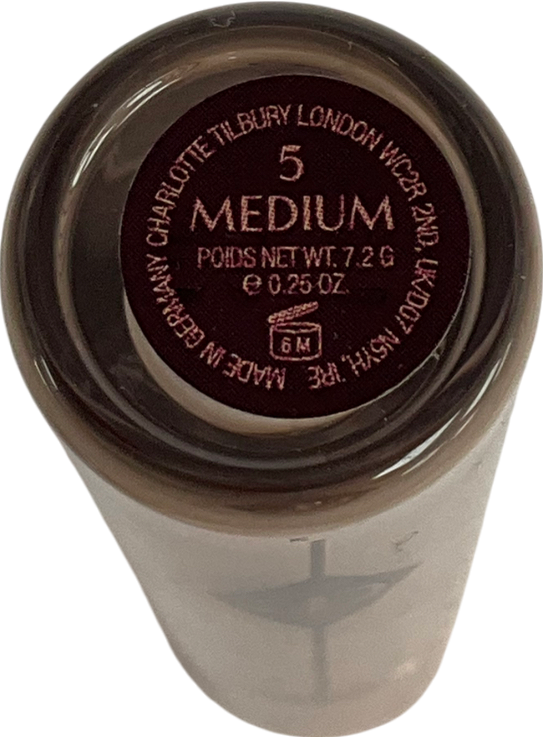 CHARLOTTE TILBURY LONDON WC2R 2ND, UK/D07 N5YH, IRE MADE IN GERMANY
5
MEDIUM
POIDS NET WT. 7.2 G
℮ 0.25 OZ.
6 M